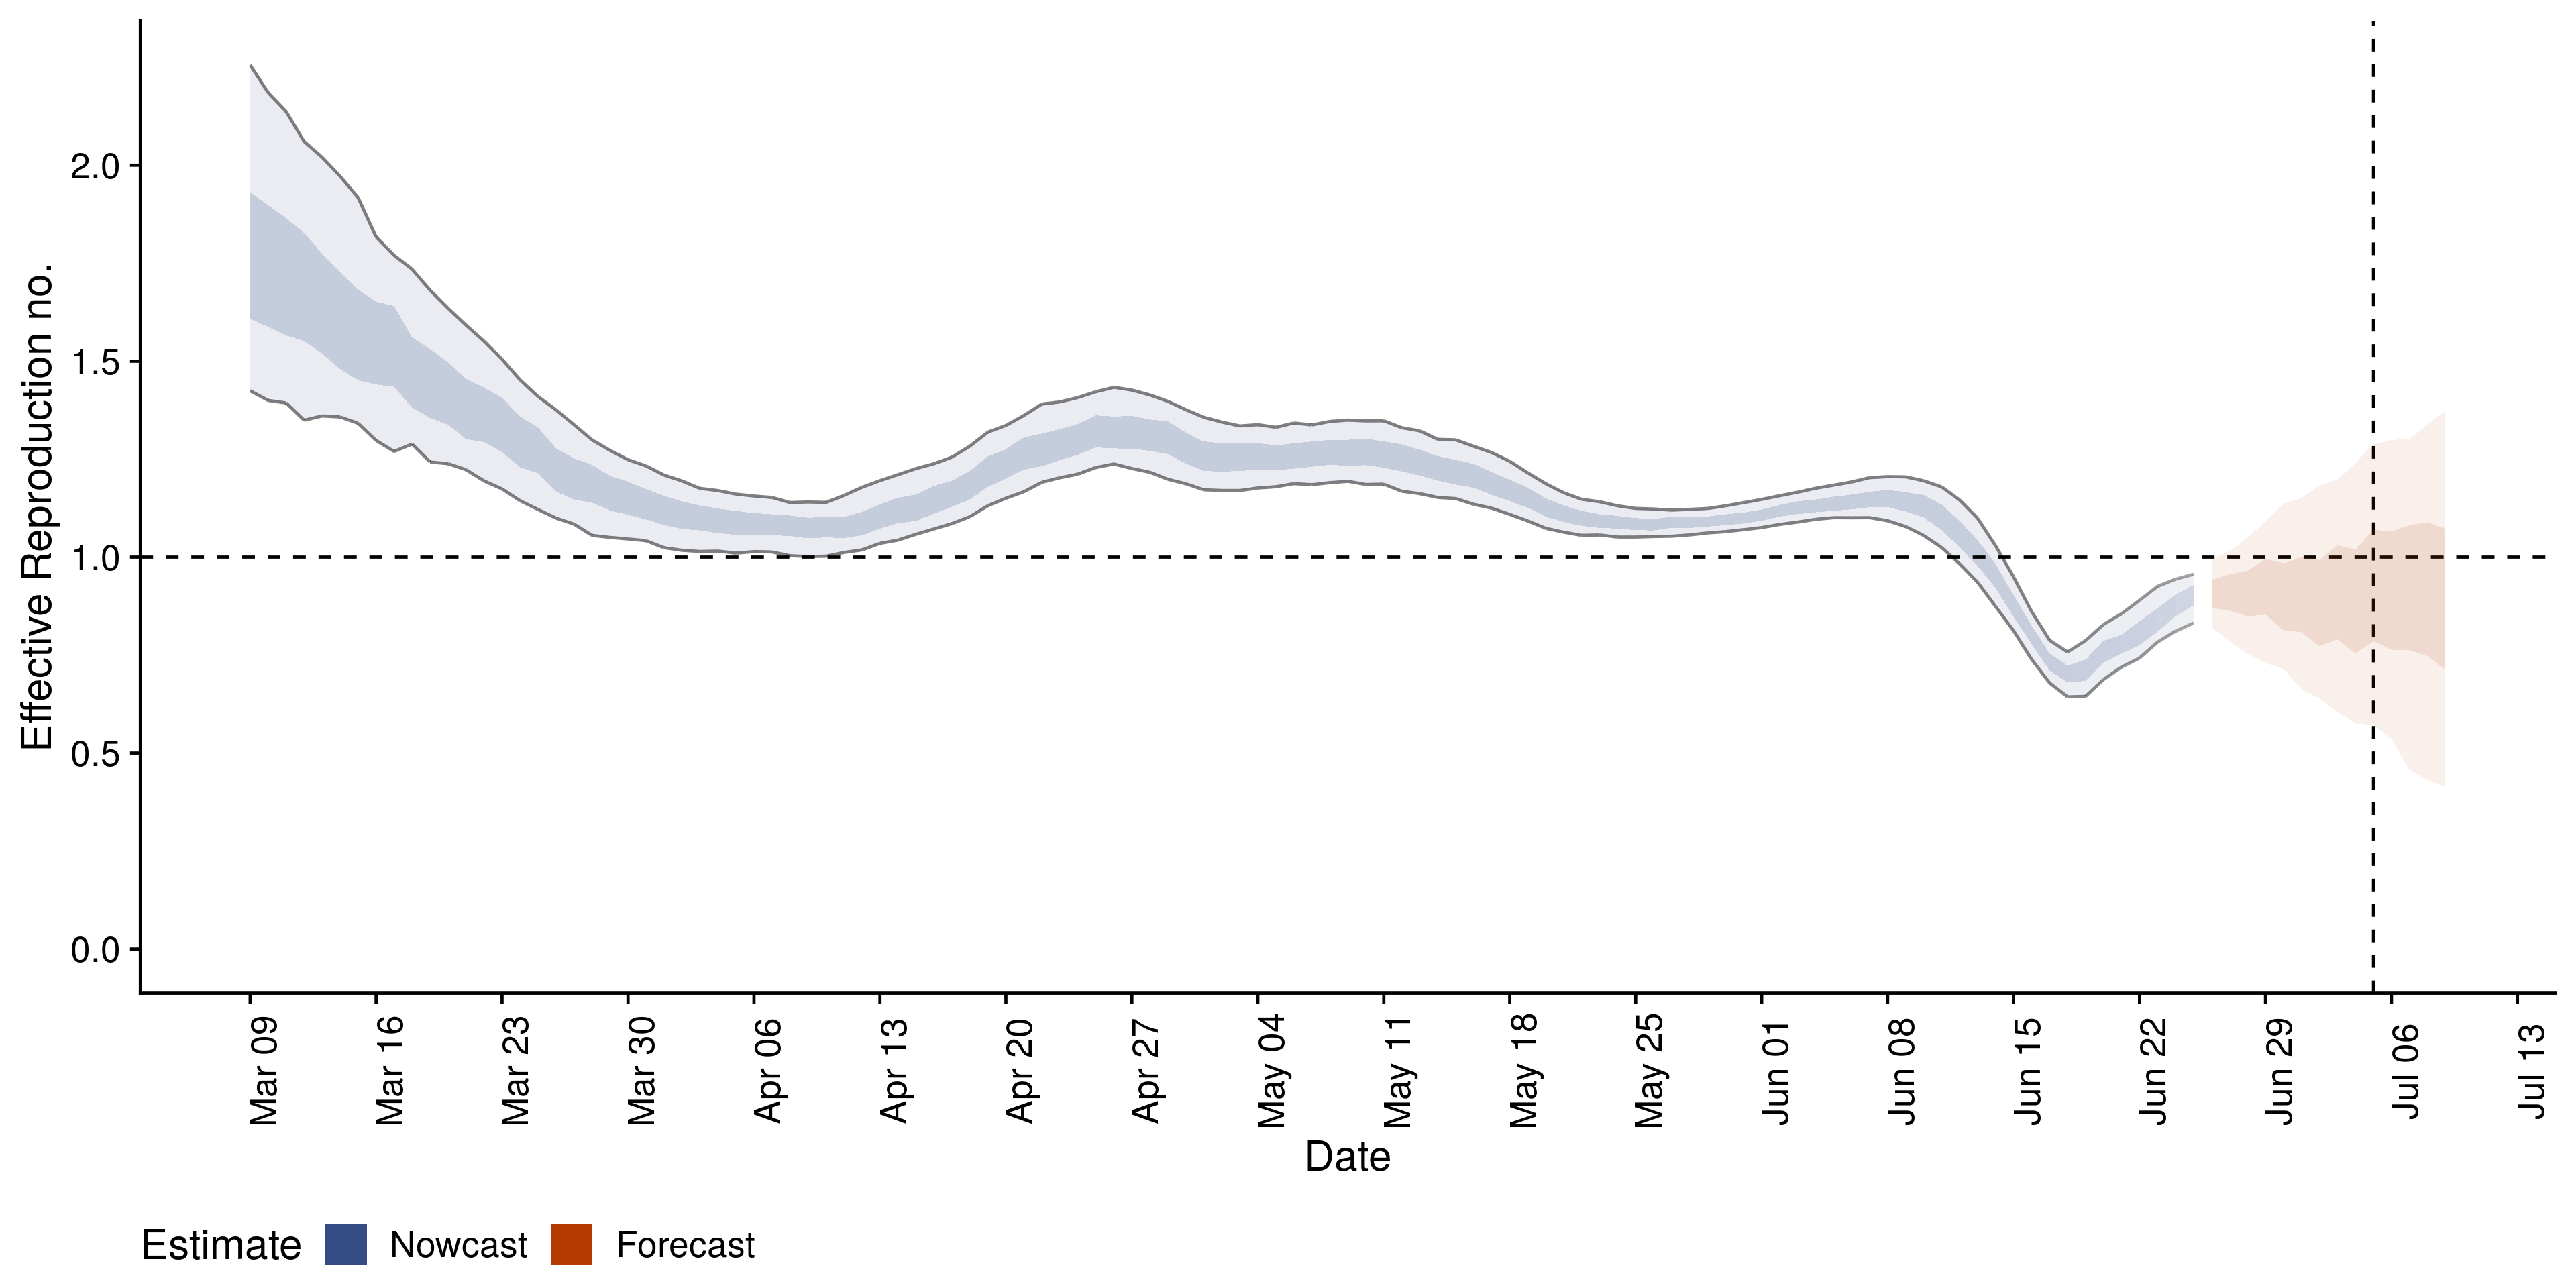 Effective Reproduction no.
2.0
1.5
1.0
0.5
0.0
Mar 09
Mar 16
Mar 23
Mar 30
Apr 06
Apr 13
Apr 20
Apr 27
May 04
May 11
May 18
May 25
Jun 01
Jun 08
Jun 15
Jun 22
Jun 29
Jul 06
Jul 13
Date
Estimate Nowcast Forecast